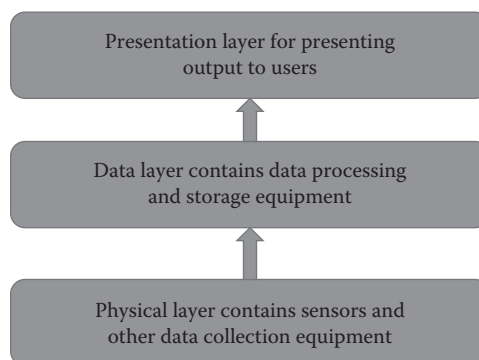 Presentation layer for presenting
output to users
Data layer contains data processing
and storage equipment
Physical layer contains sensors and
other data collection equipment